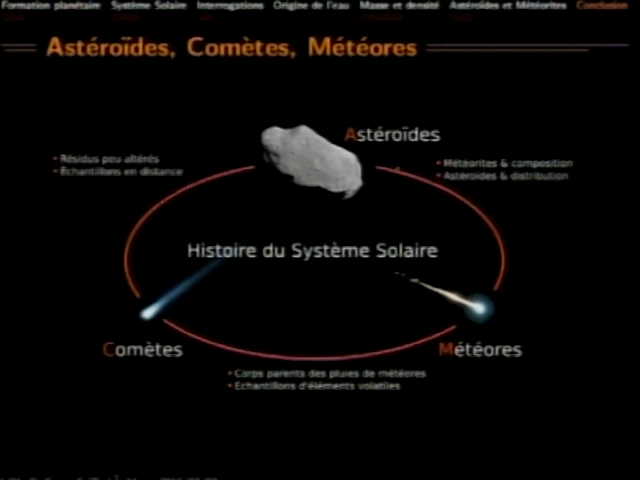 Formation planétaire Système Solaire Interrogations Origine de l'eau Masse et densité Astéroïdes et Météorites Conclusion
Astéroïdes, Comètes, Météores
Astéroïdes
• Résidus peu altérés
• Échantillons en distance
• Météorites & composition
• Astéroïdes & distribution
Histoire du Système Solaire
Comètes
Météores
• Corps parents des pluies de météores
• Echantillons d'éléments volatiles